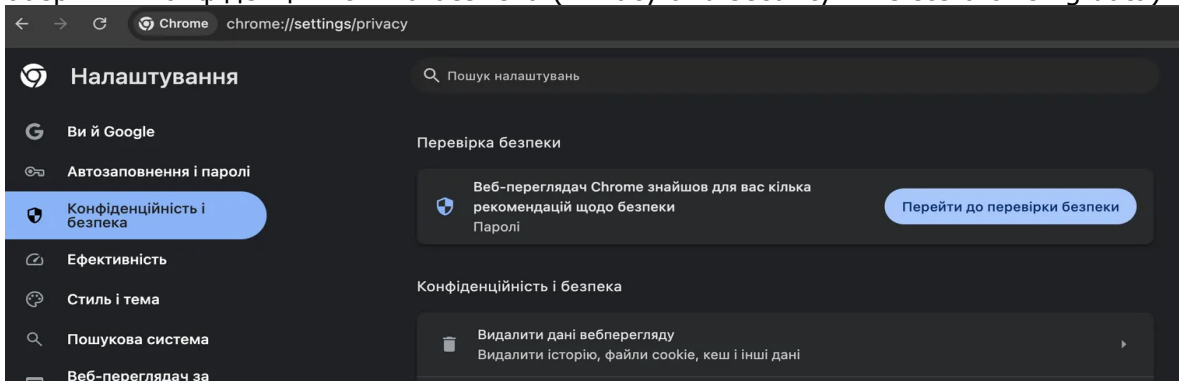 Chrome chrome://settings/privacy
Налаштування
Пошук налаштувань
Ви й Google
Автозаповнення і паролі
Конфіденційність і
безпека
Ефективність
Стиль і тема
Пошукова система
Веб-переглядач за
Перевірка безпеки
Веб-переглядач Chrome знайшов для вас кілька
рекомендацій щодо безпеки
Паролі
Перейти до перевірки безпеки
Конфіденційність і безпека
Видалити дані вебперегляду
Видалити історію, файли cookie, кеш і інші дані